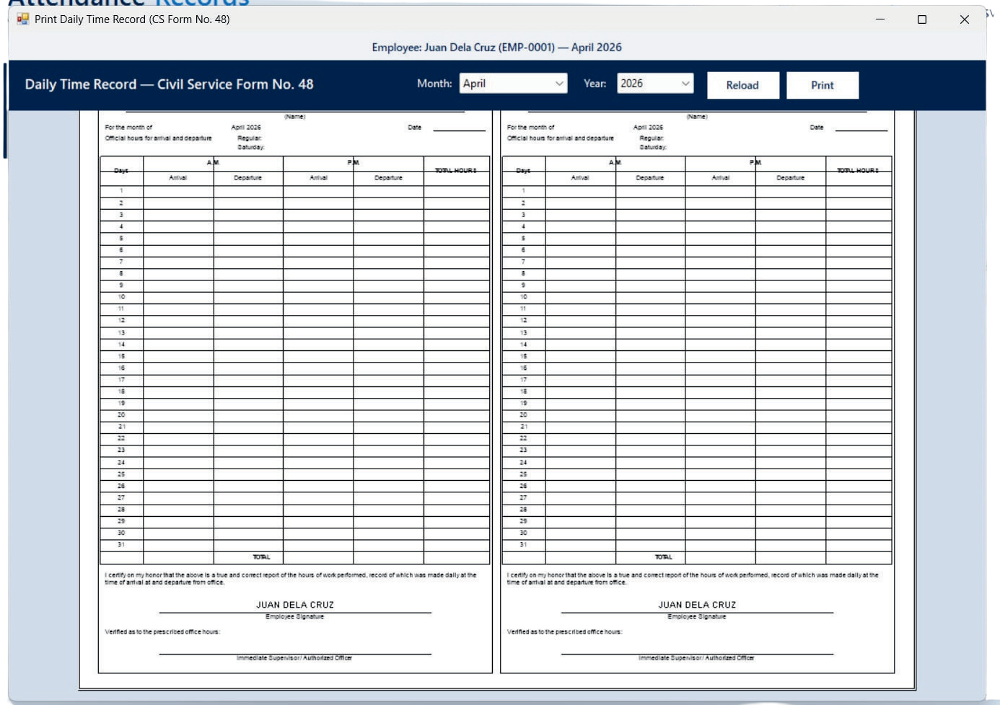 Attendance Records
Print Daily Time Record (CS Form No. 48)
Employee: Juan Dela Cruz (EMP-0001) — April 2026
Daily Time Record — Civil Service Form No. 48
Month: April Year: 2026 Reload Print
(Name) (Name)
For the month of April 2026 Date For the month of April 2026 Date
Official hours for arrival and departure Regular: Official hours for arrival and departure Regular:
Saturday: Saturday:
A.M. P.M. A.M. P.M.
Days TOTAL HOURS Days TOTAL HOURS
Arrival Departure Arrival Departure Arrival Departure Arrival Departure
1 1
2 2
3 3
4 4
5 5
6 6
7 7
8 8
9 9
10 10
11 11
12 12
13 13
14 14
15 15
16 16
17 17
18 18
19 19
20 20
21 21
22 22
23 23
24 24
25 25
26 26
27 27
28 28
29 29
30 30
31 31
TOTAL TOTAL
I certify on my honor that the above is a true and correct report of the hours of work performed, record of which was made daily at the I certify on my honor that the above is a true and correct report of the hours of work performed, record of which was made daily at the
time of arrival at and departure from office. time of arrival at and departure from office.
JUAN DELA CRUZ JUAN DELA CRUZ
Employee Signature Employee Signature
Verified as to the prescribed office hours: Verified as to the prescribed office hours:
Immediate Supervisor/ Authorized Officer Immediate Supervisor/ Authorized Officer